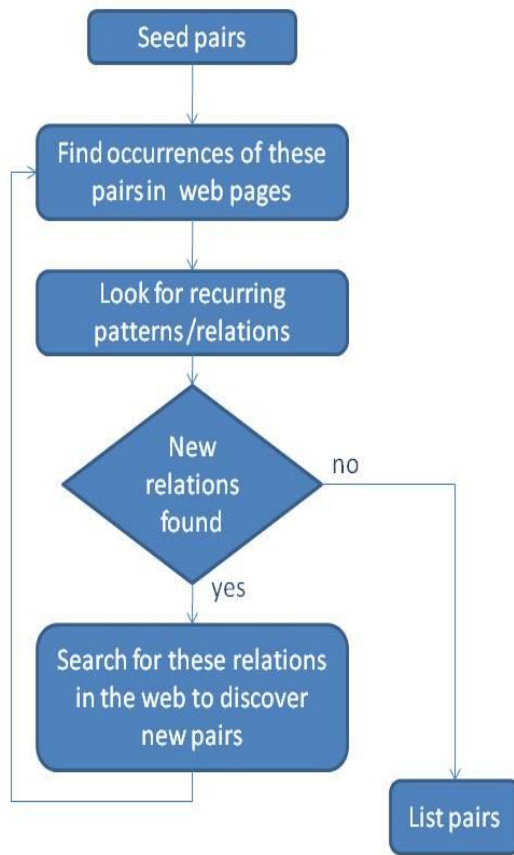 Seed pairs
Find occurrences of these
pairs in web pages
Look for recurring
patterns/relations
New
relations
found
no
yes
Search for these relations
in the web to discover
new pairs
List pairs